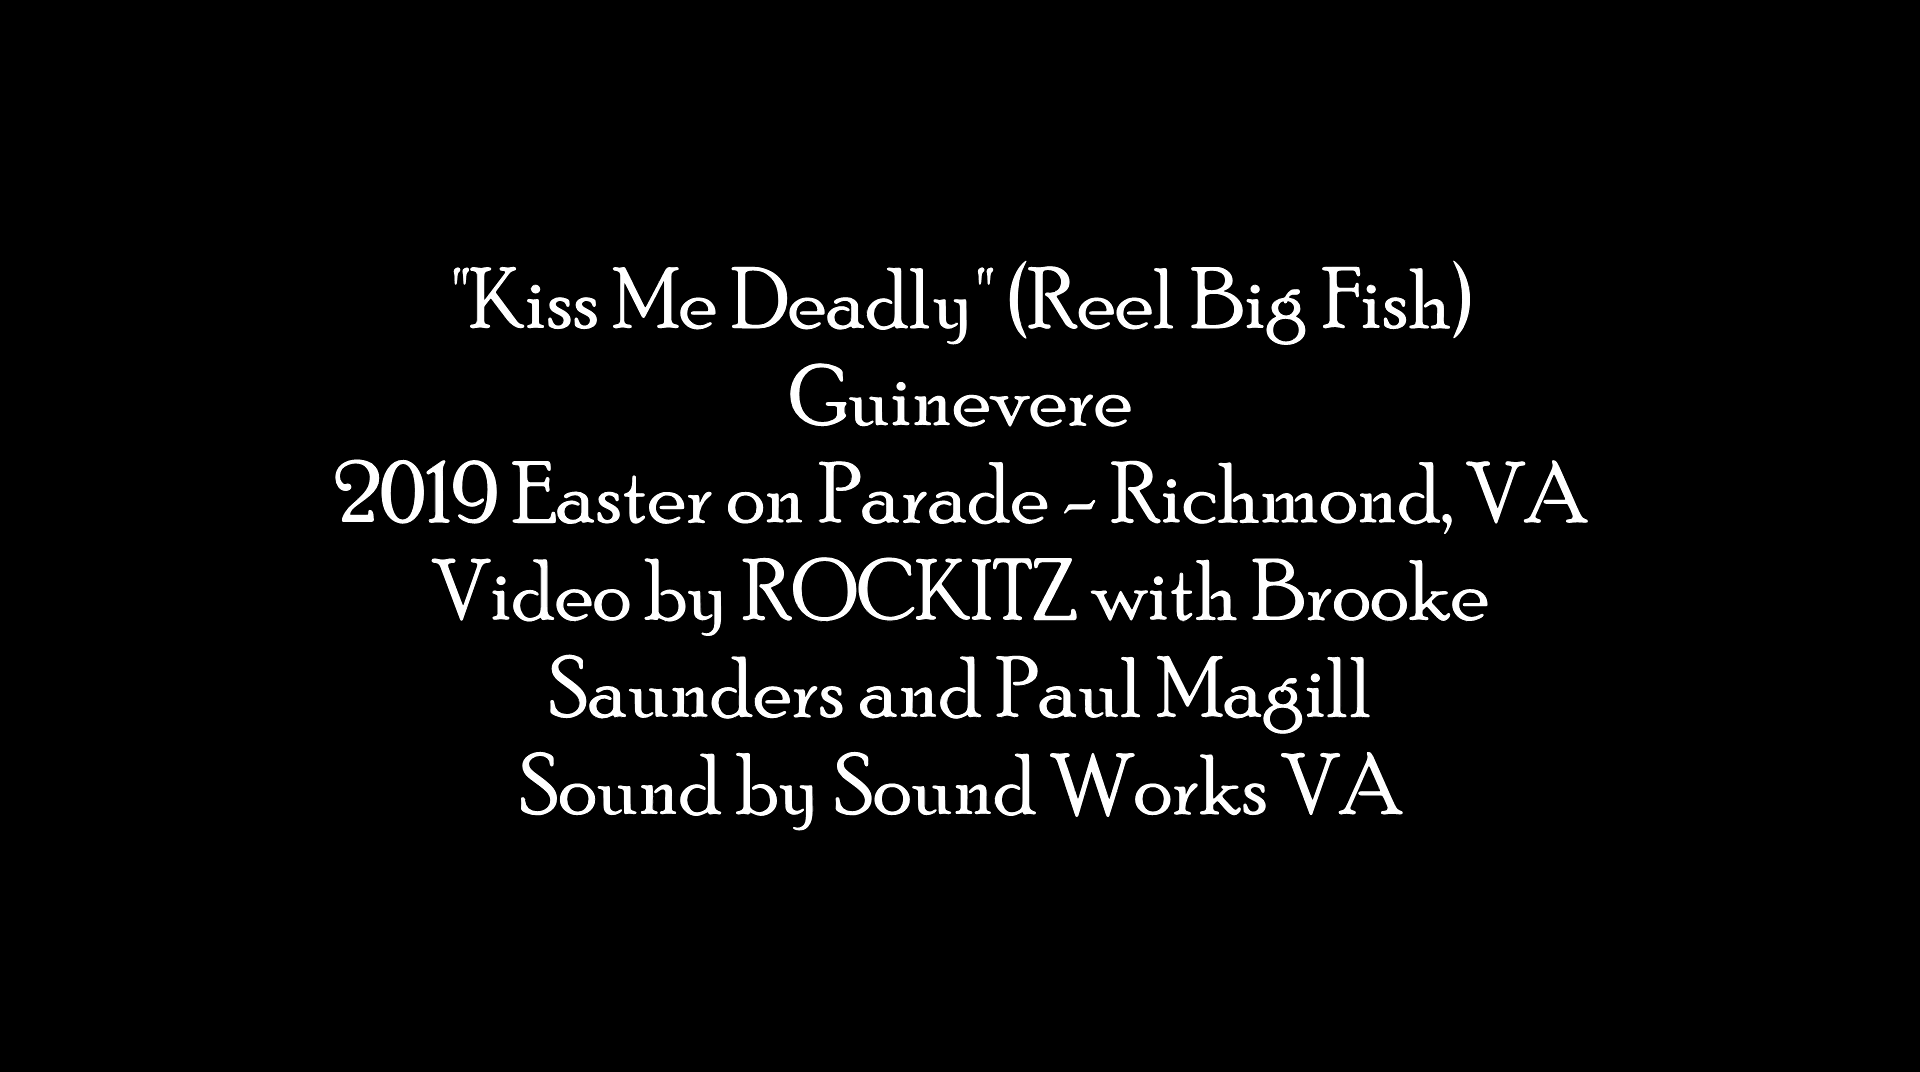 "Kiss Me Deadly" (Reel Big Fish)
Guinevere
2019 Easter on Parade - Richmond, VA
Video by ROCKITZ with Brooke
Saunders and Paul Magill
Sound by Sound Works VA